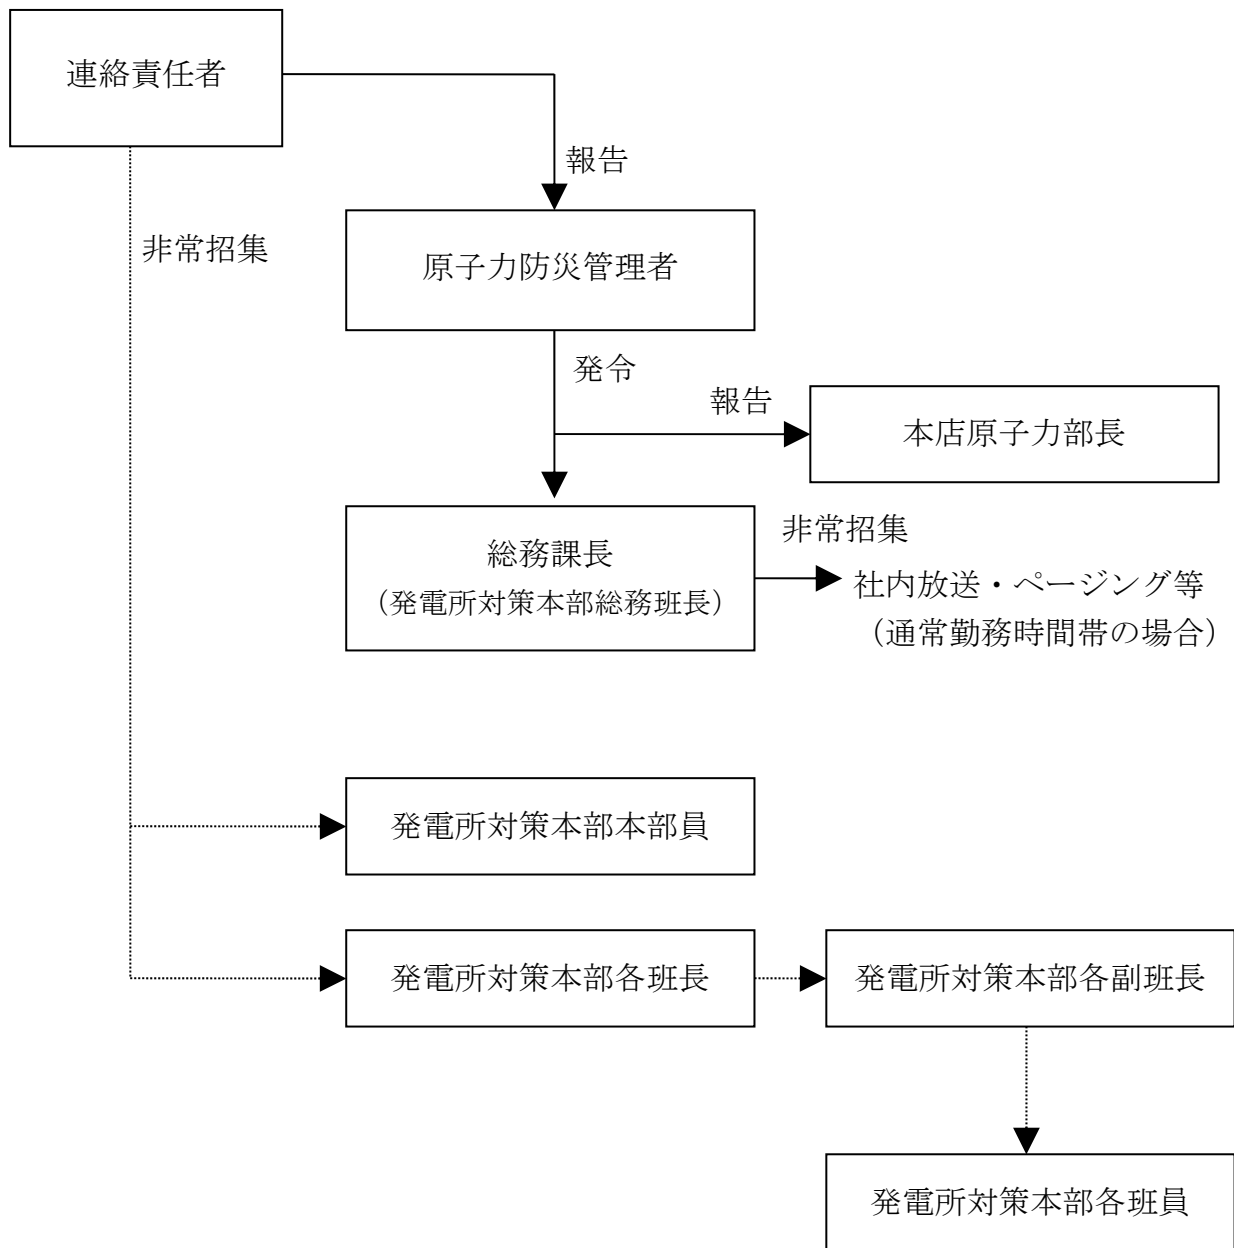 連絡責任者
報告
非常招集
原子力防災管理者
発令
報告
本店原子力部長
総務課長
（発電所対策本部総務班長）
非常招集
社内放送・ページング等
（通常勤務時間帯の場合）
発電所対策本部本部員
発電所対策本部各班長
発電所対策本部各副班長
発電所対策本部各班員